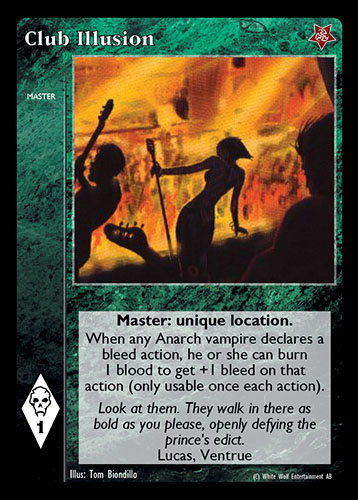 Club Illusion
MASTER
Master: unique location.
When any Anarch vampire declares a
bleed action, he or she can burn
1 blood to get +1 bleed on that
action (only usable once each action).
Look at them. They walk in there as
bold as you please, openly defying the
prince's edict.
Lucas, Ventrue
1
Illus: Tom Biondillo
(C) White Wolf Entertainment AB